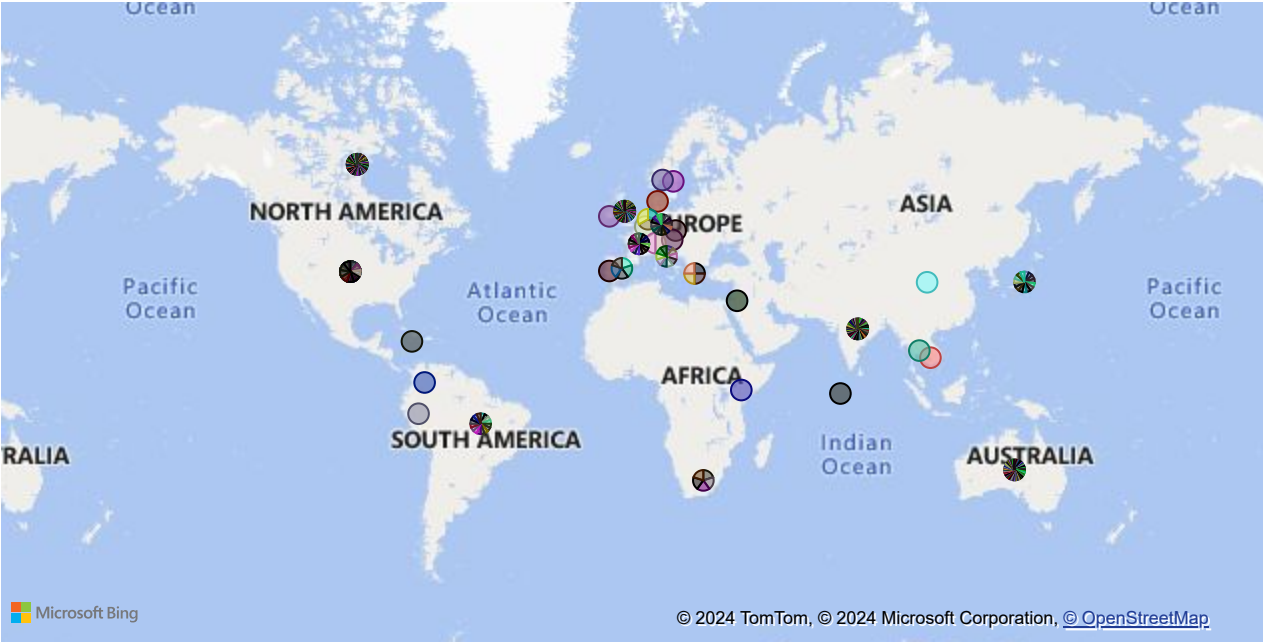 Ocean
Ocean
NORTH AMERICA
EUROPE
ASIA
Pacific
Ocean
Atlantic
Ocean
Pacific
Ocean
AFRICA
SOUTH AMERICA
Indian
Ocean
RALIA
AUSTRALIA
Microsoft Bing
© 2024 TomTom, © 2024 Microsoft Corporation, © OpenStreetMap